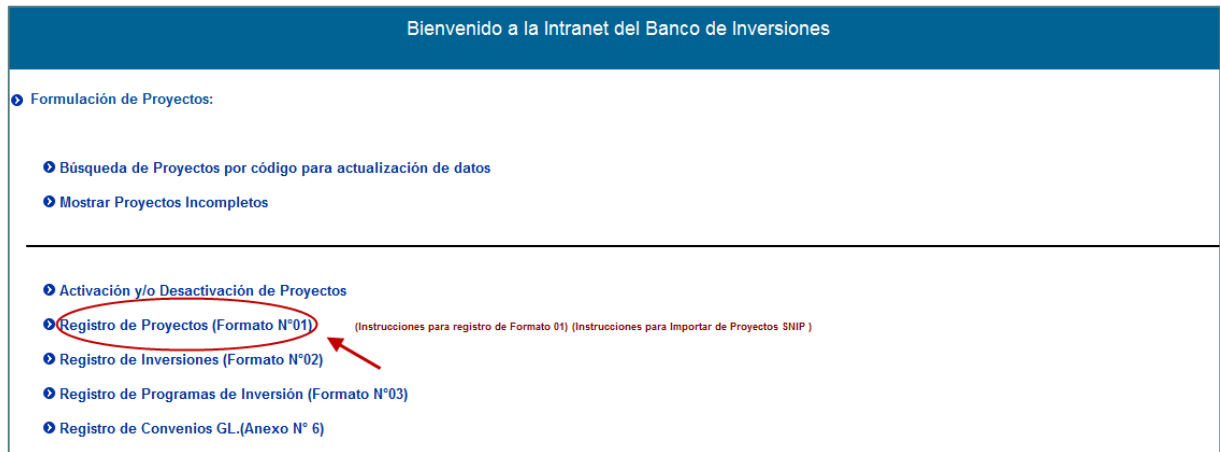 Bienvenido a la Intranet del Banco de Inversiones
Formulación de Proyectos:
Búsqueda de Proyectos por código para actualización de datos
Mostrar Proyectos Incompletos
Activación y/o Desactivación de Proyectos
Registro de Proyectos (Formato N°01) (Instrucciones para registro de Formato 01) (Instrucciones para Importar de Proyectos SNIP )
Registro de Inversiones (Formato N°02)
Registro de Programas de Inversión (Formato N°03)
Registro de Convenios GL.(Anexo N° 6)